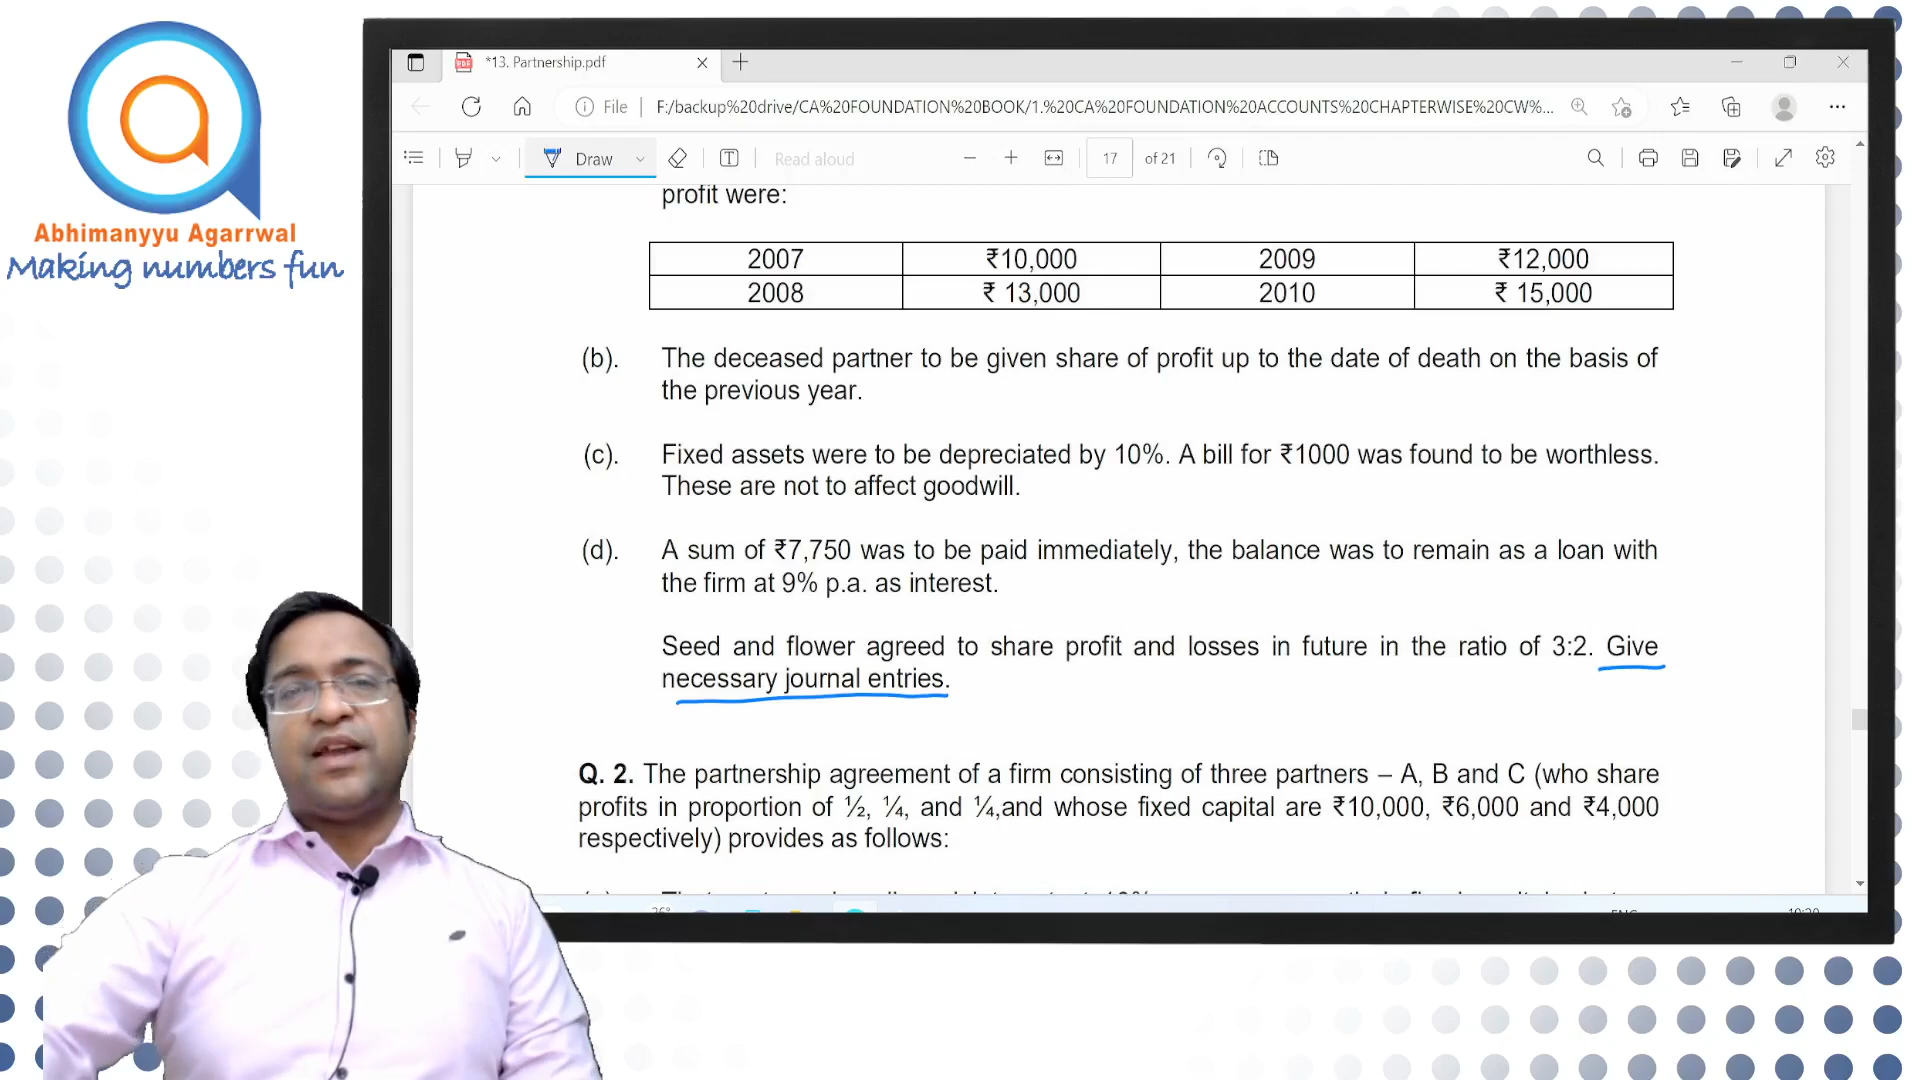 Abhimanyyu Agarrwal
Making numbers fun
*13. Partnership.pdf
File
F:/backup%20drive/CA%20FOUNDATION%20BOOK/1.%20CA%20FOUNDATION%20ACCOUNTS%20CHAPTERWISE%20CW%...
Draw
Read aloud
17 of 21
profit were:
2007 ₹10,000 2009 ₹12,000
2008 ₹ 13,000 2010 ₹ 15,000
(b). The deceased partner to be given share of profit up to the date of death on the basis of
the previous year.
(c). Fixed assets were to be depreciated by 10%. A bill for ₹1000 was found to be worthless.
These are not to affect goodwill.
(d). A sum of ₹7,750 was to be paid immediately, the balance was to remain as a loan with
the firm at 9% p.a. as interest.
Seed and flower agreed to share profit and losses in future in the ratio of 3:2. Give
necessary journal entries.
Q. 2. The partnership agreement of a firm consisting of three partners – A, B and C (who share
profits in proportion of ½, ¼, and ¼,and whose fixed capital are ₹10,000, ₹6,000 and ₹4,000
respectively) provides as follows: